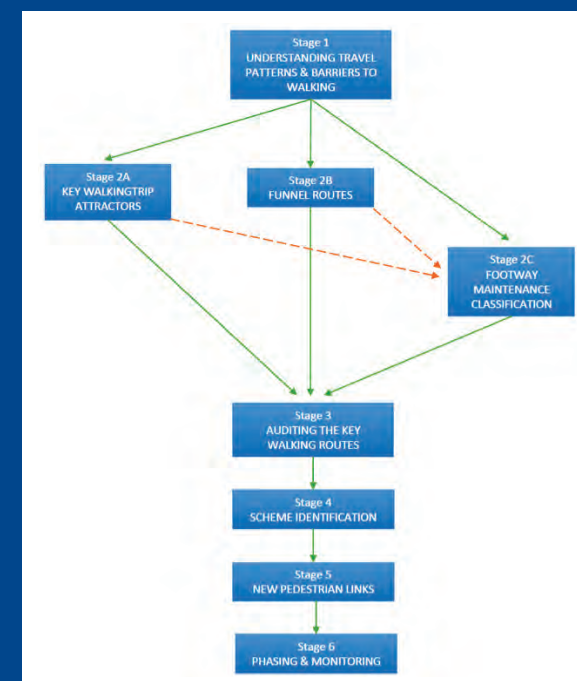 Stage 1
UNDERSTANDING TRAVEL
PATTERNS & BARRIERS TO
WALKING
Stage 2A
KEY WALKINGTRIP
ATTRACTORS
Stage 2B
FUNNEL ROUTES
Stage 2C
FOOTWAY
MAINTENANCE
CLASSIFICATION
Stage 3
AUDITING THE KEY
WALKING ROUTES
Stage 4
SCHEME IDENTIFICATION
Stage 5
NEW PEDESTRIAN LINKS
Stage 6
PHASING & MONITORING